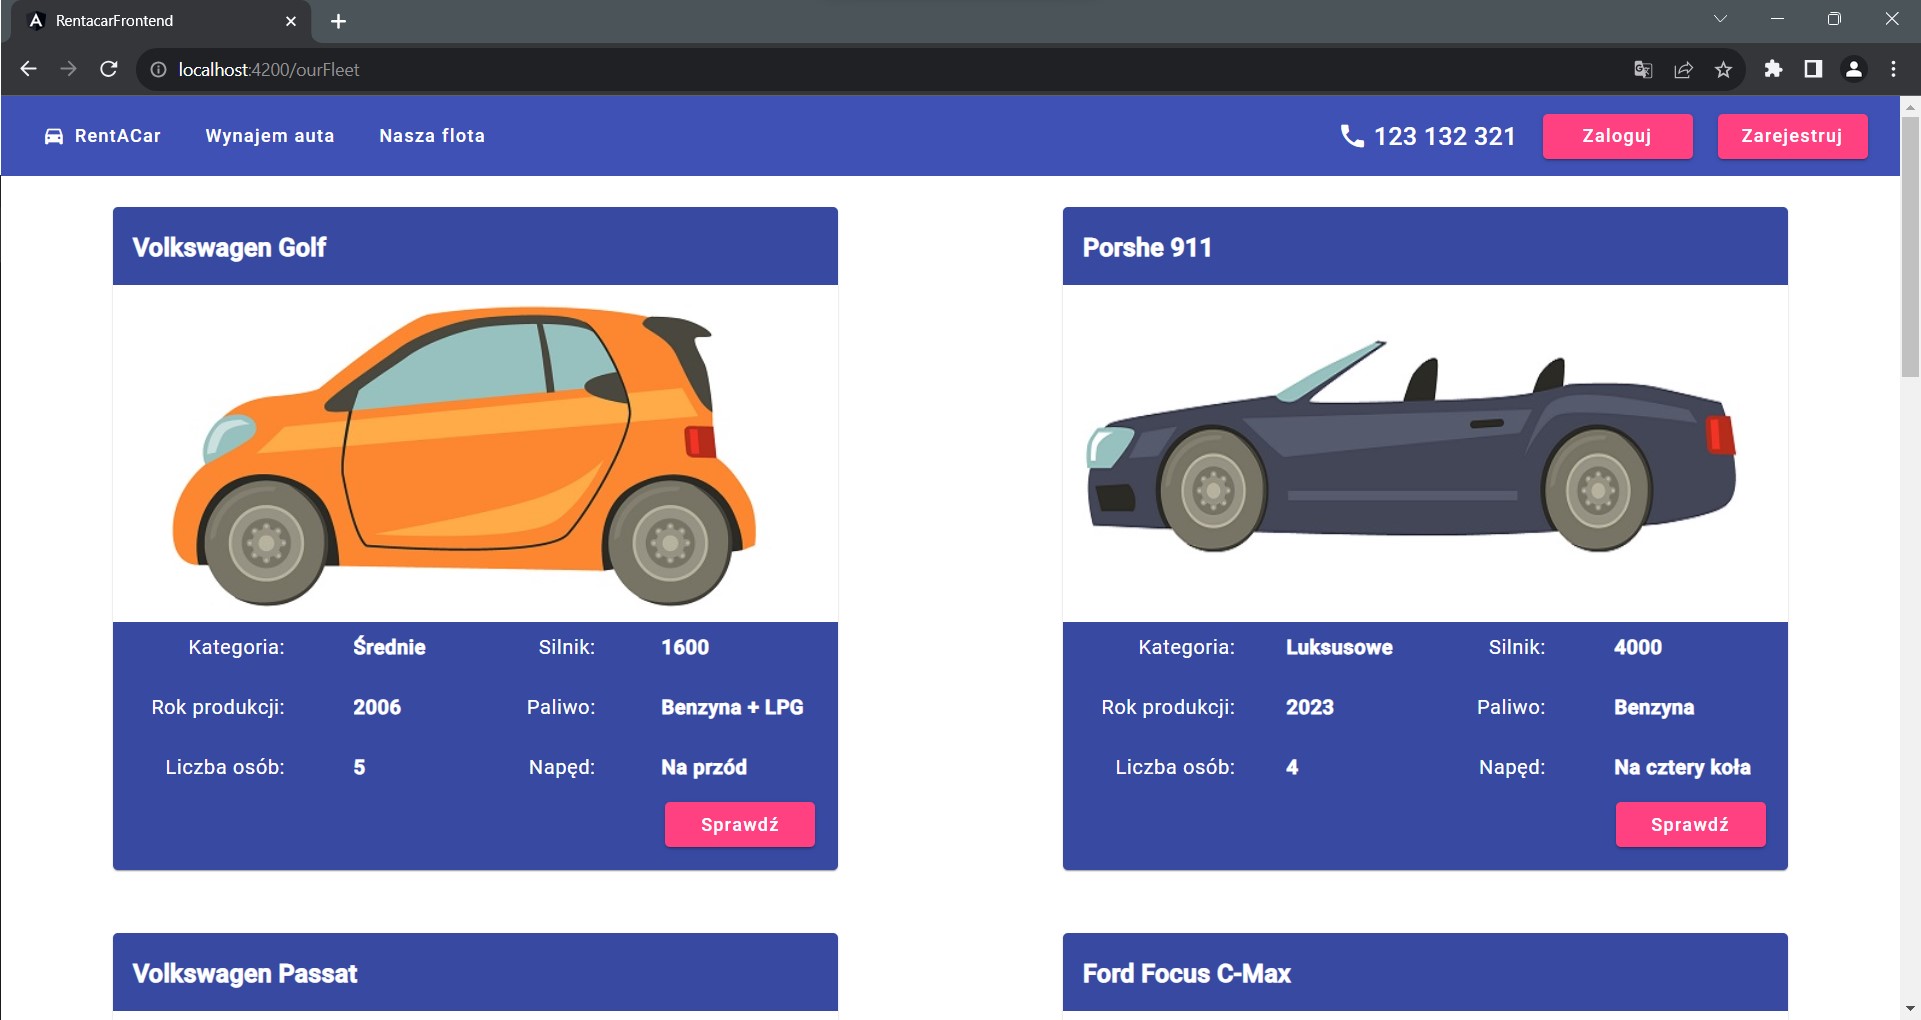 RentacarFrontend
localhost:4200/ourFleet
RentACar Wynajem auta Nasza flota 123 132 321 Zaloguj Zarejestruj
Volkswagen Golf
Kategoria: Średnie Silnik: 1600
Rok produkcji: 2006 Paliwo: Benzyna + LPG
Liczba osób: 5 Napęd: Na przód
Sprawdź
Porshe 911
Kategoria: Luksusowe Silnik: 4000
Rok produkcji: 2023 Paliwo: Benzyna
Liczba osób: 4 Napęd: Na cztery koła
Sprawdź
Volkswagen Passat
Ford Focus C-Max